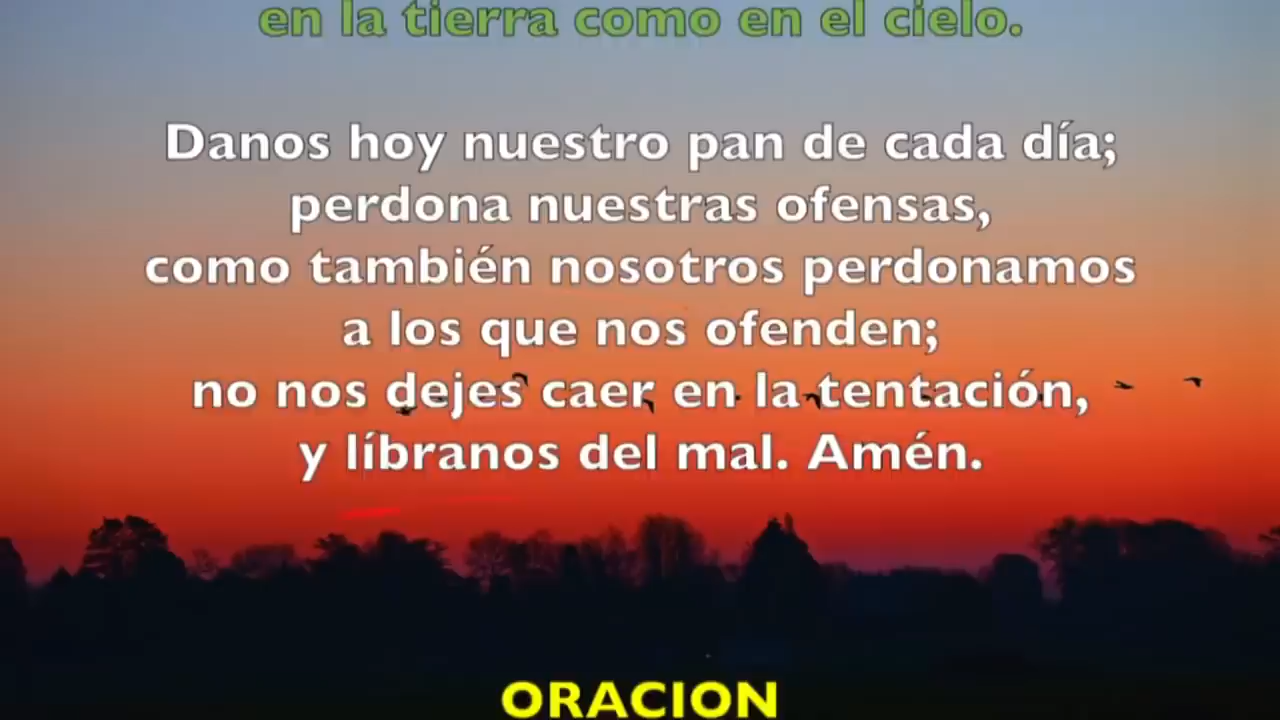 en la tierra como en el cielo.
Danos hoy nuestro pan de cada día;
perdona nuestras ofensas,
como también nosotros perdonamos
a los que nos ofenden;
no nos dejes caer en la tentación,
y líbranos del mal. Amén.
ORACION